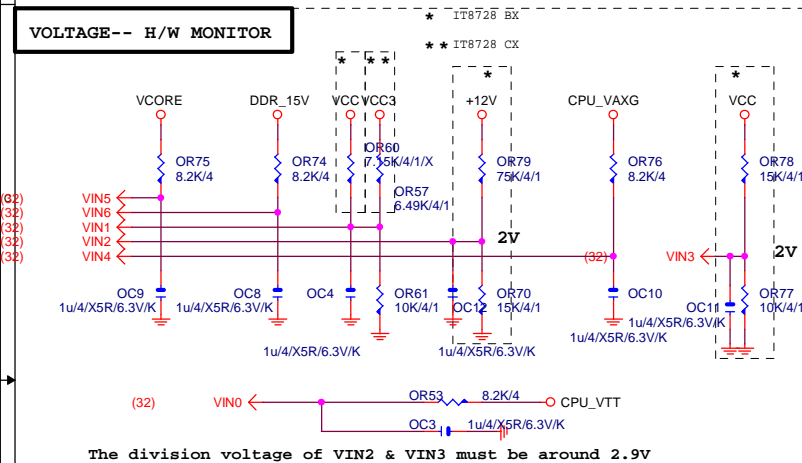 * IT8728 BX
VOLTAGE-- H/W MONITOR
** IT8728 CX
* ** * *
VCORE DDR_15V VCC VCC3 +12V CPU_VAXG VCC
OR60
7.15K/4/1/X
OR75 OR74 OR79 OR76 OR78
8.2K/4 8.2K/4 75K/4/1 8.2K/4 15K/4/1
OR57
6.49K/4/1
(32) VIN5
(32) VIN6
(32) VIN1
(32) VIN2 2V
(32) VIN4 (32) VIN3 2V
OC9 OC8 OC4 OR61 OC12 OR70 OC10 OC11 OR77
1u/4/X5R/6.3V/K 1u/4/X5R/6.3V/K 10K/4/1 15K/4/1 1u/4/X5R/6.3V/K 10K/4/1
1u/4/X5R/6.3V/K 1u/4/X5R/6.3V/K 1u/4/X5R/6.3V/K
(32) VIN0 OR53 8.2K/4 CPU_VTT
OC3 1u/4/X5R/6.3V/K
The division voltage of VIN2 & VIN3 must be around 2.9V